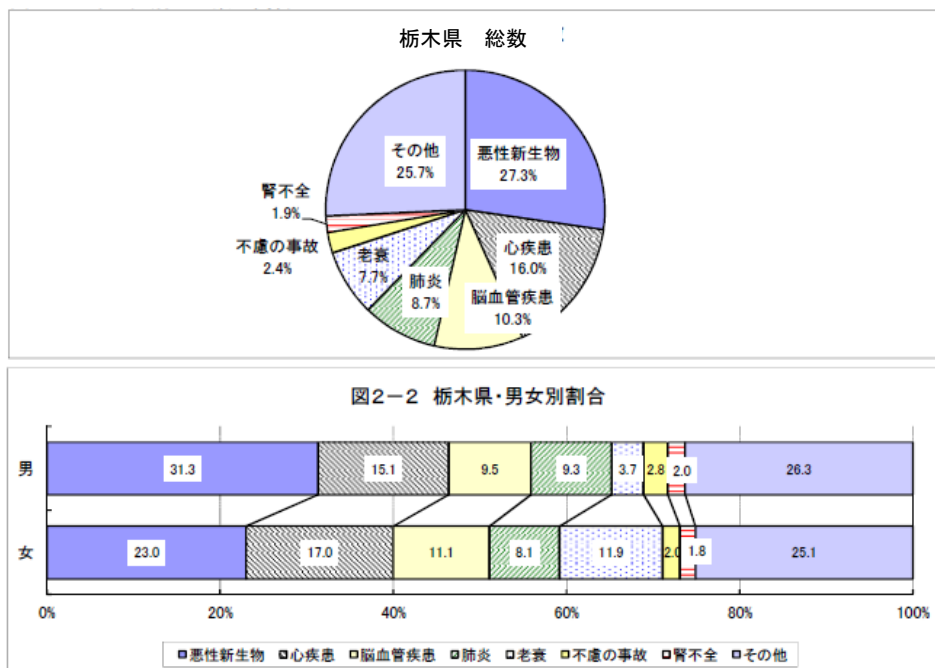 栃木県　総数
その他
25.7%
悪性新生物
27.3%
腎不全
1.9%
不慮の事故
2.4%
老衰
7.7%
肺炎
8.7%
心疾患
16.0%
脳血管疾患
10.3%
図2－2 栃木県・男女別割合
0% 20% 40% 60% 80% 100%
男 31.3 15.1 9.5 9.3 3.7 2.8 2.0 26.3
女 23.0 17.0 11.1 8.1 11.9 2.0 1.8 25.1
0% 20% 40% 60% 80% 100%
悪性新生物 心疾患 脳血管疾患 肺炎 老衰 不慮の事故 腎不全 その他